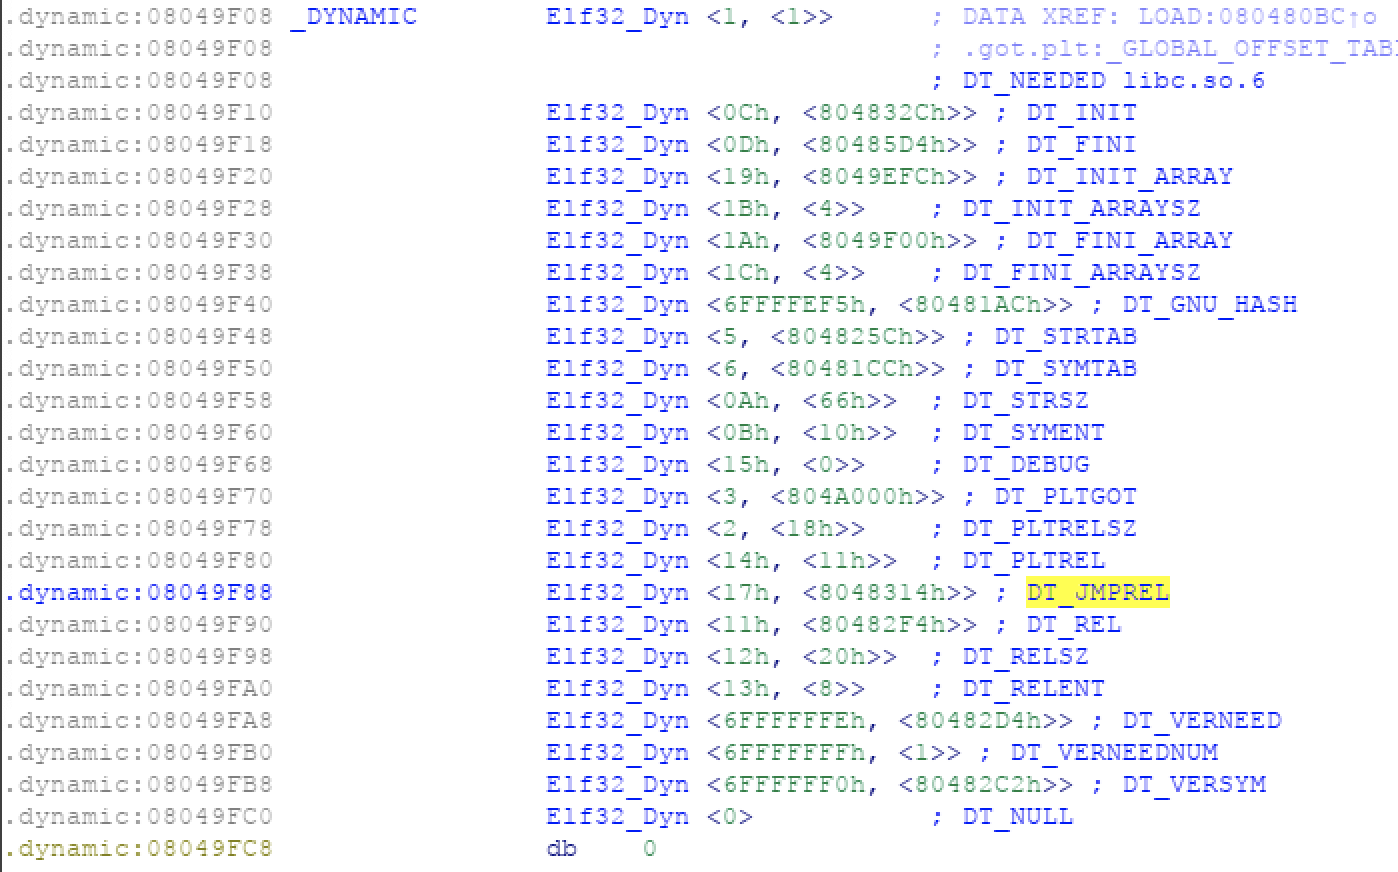 .dynamic:08049F08 _DYNAMIC Elf32_Dyn <1, <1>> ; DATA XREF: LOAD:080480BC↑o
.dynamic:08049F08 ; .got.plt:_GLOBAL_OFFSET_TAB
.dynamic:08049F08 ; DT_NEEDED libc.so.6
.dynamic:08049F10 Elf32_Dyn <0Ch, <804832Ch>> ; DT_INIT
.dynamic:08049F18 Elf32_Dyn <0Dh, <80485D4h>> ; DT_FINI
.dynamic:08049F20 Elf32_Dyn <19h, <8049EFCh>> ; DT_INIT_ARRAY
.dynamic:08049F28 Elf32_Dyn <1Bh, <4>> ; DT_INIT_ARRAYSZ
.dynamic:08049F30 Elf32_Dyn <1Ah, <8049F00h>> ; DT_FINI_ARRAY
.dynamic:08049F38 Elf32_Dyn <1Ch, <4>> ; DT_FINI_ARRAYSZ
.dynamic:08049F40 Elf32_Dyn <6FFFFEF5h, <80481ACh>> ; DT_GNU_HASH
.dynamic:08049F48 Elf32_Dyn <5, <804825Ch>> ; DT_STRTAB
.dynamic:08049F50 Elf32_Dyn <6, <80481CCh>> ; DT_SYMTAB
.dynamic:08049F58 Elf32_Dyn <0Ah, <66h>> ; DT_STRSZ
.dynamic:08049F60 Elf32_Dyn <0Bh, <10h>> ; DT_SYMENT
.dynamic:08049F68 Elf32_Dyn <15h, <0>> ; DT_DEBUG
.dynamic:08049F70 Elf32_Dyn <3, <804A000h>> ; DT_PLTGOT
.dynamic:08049F78 Elf32_Dyn <2, <18h>> ; DT_PLTRELSZ
.dynamic:08049F80 Elf32_Dyn <14h, <11h>> ; DT_PLTREL
.dynamic:08049F88 Elf32_Dyn <17h, <8048314h>> ; DT_JMPREL
.dynamic:08049F90 Elf32_Dyn <11h, <80482F4h>> ; DT_REL
.dynamic:08049F98 Elf32_Dyn <12h, <20h>> ; DT_RELSZ
.dynamic:08049FA0 Elf32_Dyn <13h, <8>> ; DT_RELENT
.dynamic:08049FA8 Elf32_Dyn <6FFFFFFEh, <80482D4h>> ; DT_VERNEED
.dynamic:08049FB0 Elf32_Dyn <6FFFFFFFh, <1>> ; DT_VERNEEDNUM
.dynamic:08049FB8 Elf32_Dyn <6FFFFFF0h, <80482C2h>> ; DT_VERSYM
.dynamic:08049FC0 Elf32_Dyn <0> ; DT_NULL
.dynamic:08049FC8 db 0